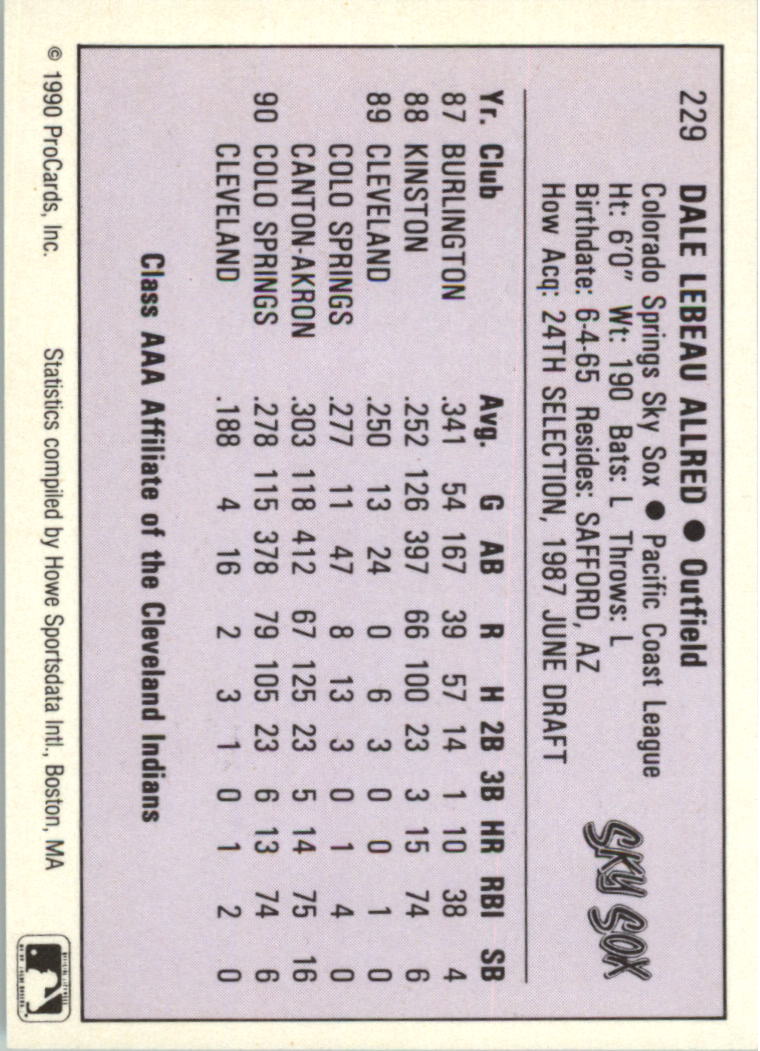 229 DALE LEBEAU ALLRED ● Outfield
Colorado Springs Sky Sox ● Pacific Coast League
Ht: 6'0" Wt: 190 Bats: L Throws: L
Birthdate: 6-4-65 Resides: SAFFORD, AZ
How Acq: 24TH SELECTION, 1987 JUNE DRAFT
SKY SOX
Yr. Club Avg. G AB R H 2B 3B HR RBI SB
87 BURLINGTON .341 54 167 39 57 14 1 10 38 4
88 KINSTON .252 126 397 66 100 23 3 15 74 6
89 CLEVELAND .250 13 24 0 6 3 0 0 1 0
COLO SPRINGS .277 11 47 8 13 3 0 1 4 0
CANTON-AKRON .303 118 412 67 125 23 5 14 75 16
90 COLO SPRINGS .278 115 378 79 105 23 6 13 74 6
CLEVELAND .188 4 16 2 3 1 0 1 2 0
Class AAA Affiliate of the Cleveland Indians
© 1990 ProCards, Inc. Statistics compiled by Howe Sportsdata Intl., Boston, MA